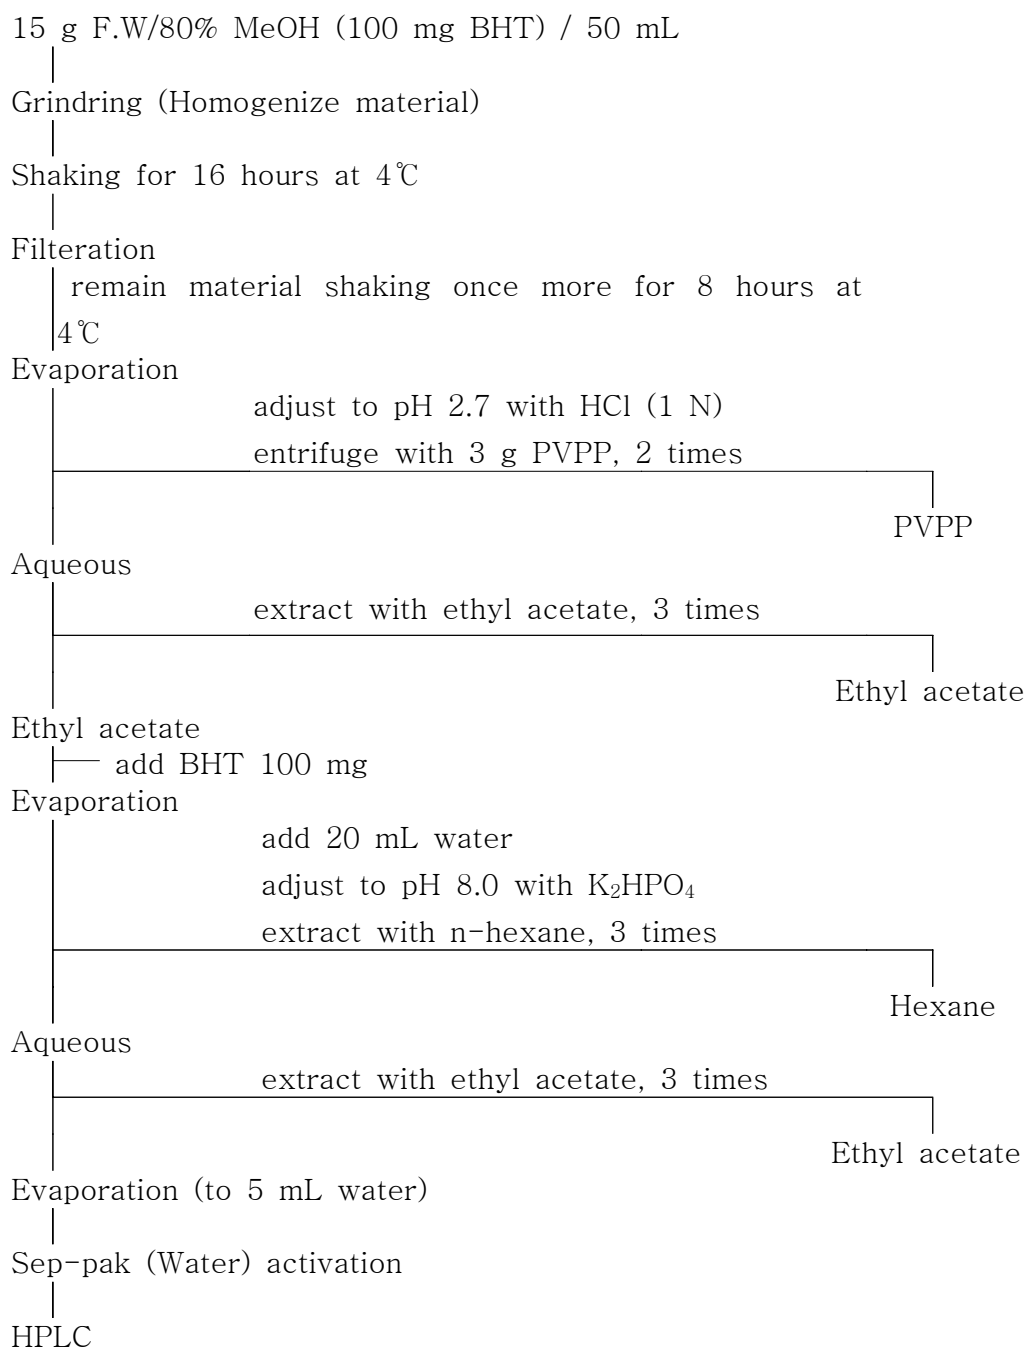 15 g F.W/80% MeOH (100 mg BHT) / 50 mL
Grindring (Homogenize material)
Shaking for 16 hours at 4℃
Filteration
remain material shaking once more for 8 hours at
4℃
Evaporation
adjust to pH 2.7 with HCl (1 N)
entrifuge with 3 g PVPP, 2 times
PVPP
Aqueous
extract with ethyl acetate, 3 times
Ethyl acetate
Ethyl acetate
add BHT 100 mg
Evaporation
add 20 mL water
adjust to pH 8.0 with K₂HPO₄
extract with n-hexane, 3 times
Hexane
Aqueous
extract with ethyl acetate, 3 times
Ethyl acetate
Evaporation (to 5 mL water)
Sep-pak (Water) activation
HPLC